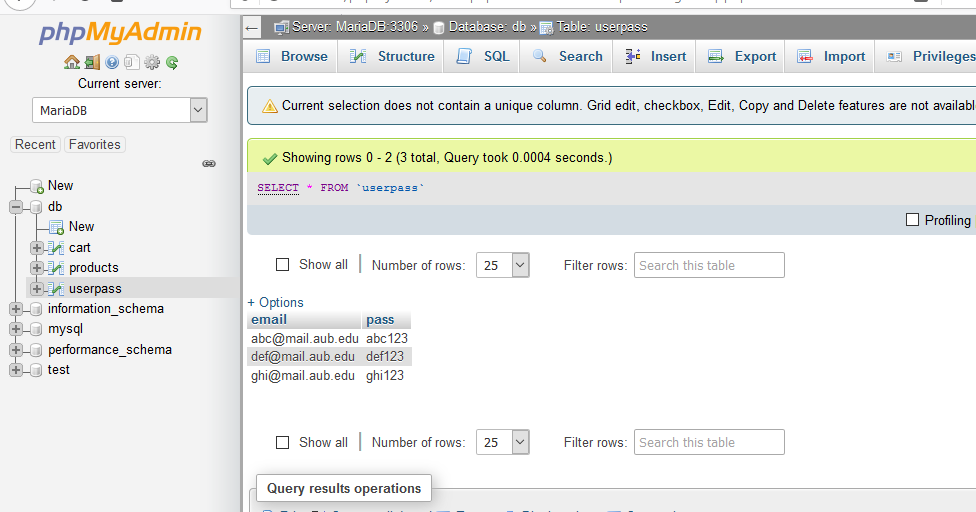 phpMyAdmin
Current server:
MariaDB
Recent Favorites
New
db
New
cart
products
userpass
information_schema
mysql
performance_schema
test
← Server: MariaDB:3306 » Database: db » Table: userpass
Browse Structure SQL Search Insert Export Import Privileges
Current selection does not contain a unique column. Grid edit, checkbox, Edit, Copy and Delete features are not
Showing rows 0 - 2 (3 total, Query took 0.0004 seconds.)
SELECT * FROM `userpass`
Profiling
Show all Number of rows: 25 Filter rows: Search this table
+ Options
email pass
abc@mail.aub.edu abc123
def@mail.aub.edu def123
ghi@mail.aub.edu ghi123
Show all Number of rows: 25 Filter rows: Search this table
Query results operations